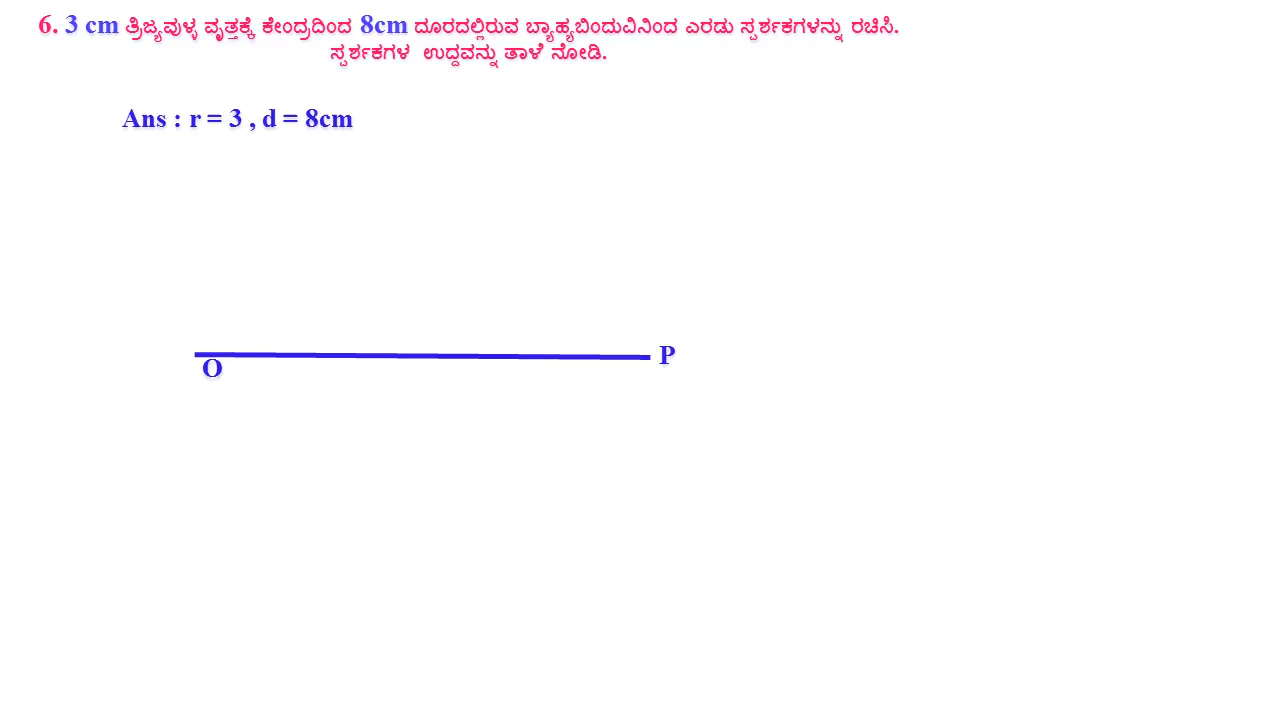 6. 3 cm ತ್ರಿಜ್ಯವುಳ್ಳ ವೃತ್ತಕ್ಕೆ ಕೇಂದ್ರದಿಂದ 8cm ದೂರದಲ್ಲಿರುವ ಬ್ಯಾಹ್ಯಬಿಂದುವಿನಿಂದ ಎರಡು ಸ್ಪರ್ಶಕಗಳನ್ನು ರಚಿಸಿ.
ಸ್ಪರ್ಶಕಗಳ ಉದ್ದವನ್ನು ತಾಳೆ ನೋಡಿ.
Ans : r = 3 , d = 8cm
P
O